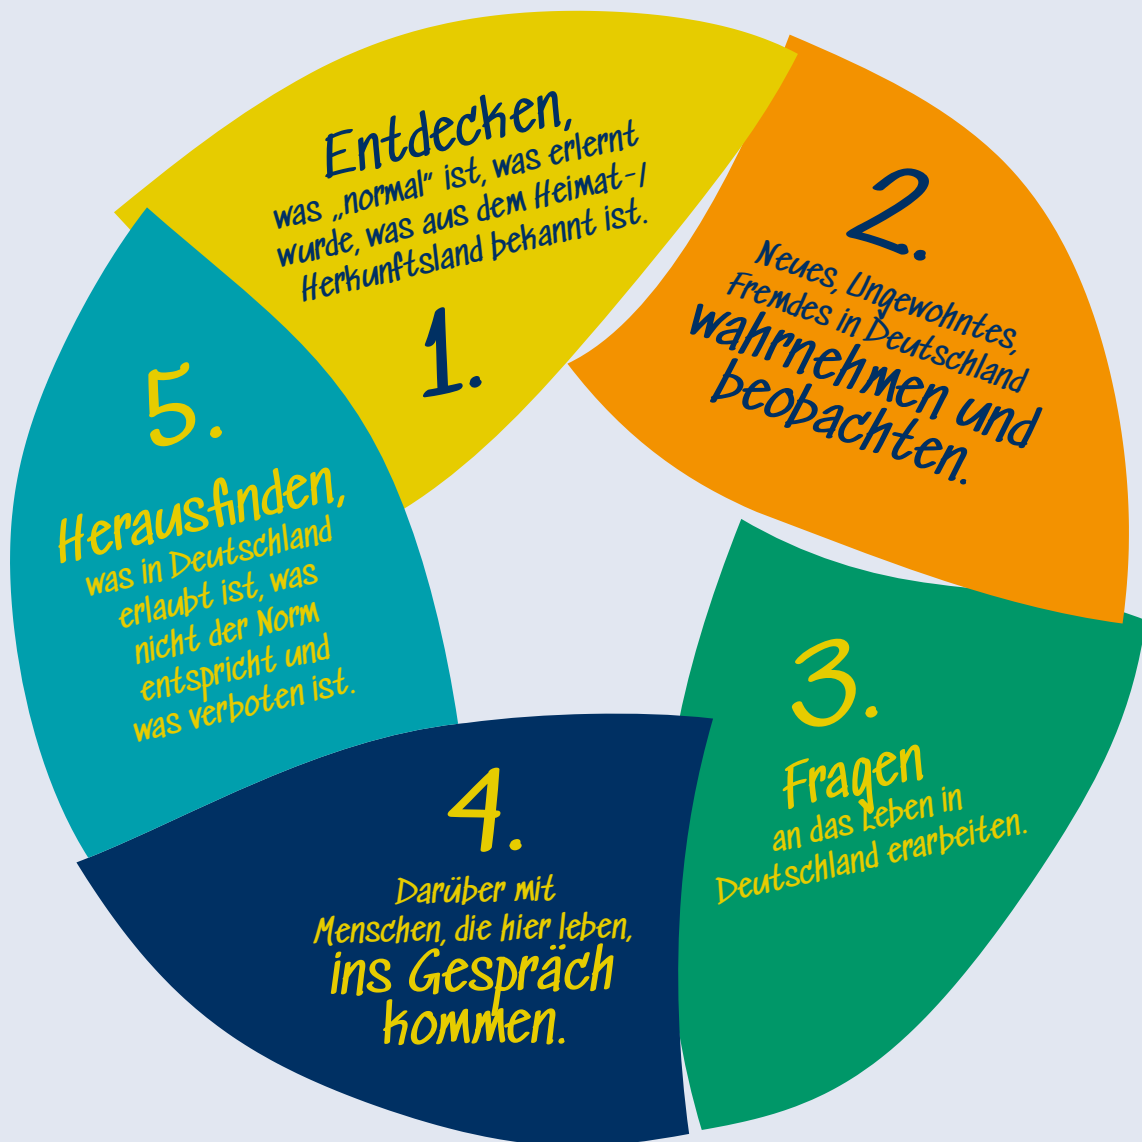 Entdecken,
was „normal“ ist, was erlernt
wurde, was aus dem Heimat-/
Herkunftsland bekannt ist.
1.
2.
Neues, Ungewohntes,
Fremdes in Deutschland
wahrnehmen und
beobachten.
3.
Fragen
an das Leben in
Deutschland erarbeiten.
4.
Darüber mit
Menschen, die hier leben,
ins Gespräch
kommen.
5.
Herausfinden,
was in Deutschland
erlaubt ist, was
nicht der Norm
entspricht und
was verboten ist.